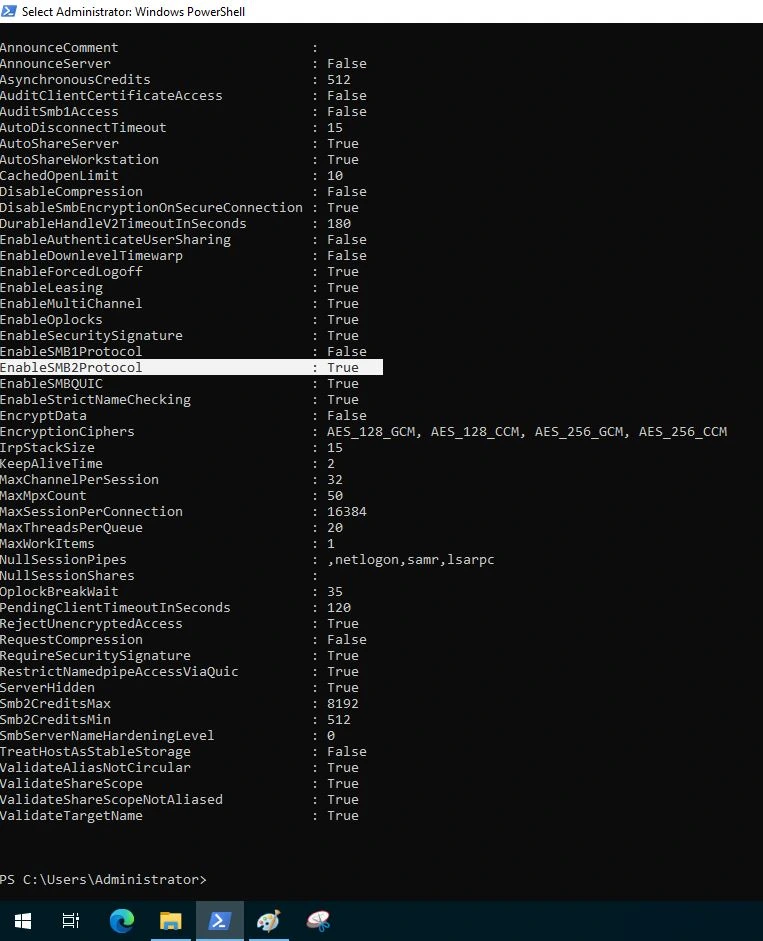 Select Administrator: Windows PowerShell
AnnounceComment :
AnnounceServer : False
AsynchronousCredits : 512
AuditClientCertificateAccess : False
AuditSmb1Access : False
AutoDisconnectTimeout : 15
AutoShareServer : True
AutoShareWorkstation : True
CachedOpenLimit : 10
DisableCompression : False
DisableSmbEncryptionOnSecureConnection : True
DurableHandleV2TimeoutInSeconds : 180
EnableAuthenticateUserSharing : False
EnableDownlevelTimewarp : False
EnableForcedLogoff : True
EnableLeasing : True
EnableMultiChannel : True
EnableOplocks : True
EnableSecuritySignature : True
EnableSMB1Protocol : False
EnableSMB2Protocol : True
EnableSMBQUIC : True
EnableStrictNameChecking : True
EncryptData : False
EncryptionCiphers : AES_128_GCM, AES_128_CCM, AES_256_GCM, AES_256_CCM
IrpStackSize : 15
KeepAliveTime : 2
MaxChannelPerSession : 32
MaxMpxCount : 50
MaxSessionPerConnection : 16384
MaxThreadsPerQueue : 20
MaxWorkItems : 1
NullSessionPipes : ,netlogon,samr,lsarpc
NullSessionShares :
OplockBreakWait : 35
PendingClientTimeoutInSeconds : 120
RejectUnencryptedAccess : True
RequestCompression : False
RequireSecuritySignature : True
RestrictNamedpipeAccessViaQuic : True
ServerHidden : True
Smb2CreditsMax : 8192
Smb2CreditsMin : 512
SmbServerNameHardeningLevel : 0
TreatHostAsStableStorage : False
ValidateAliasNotCircular : True
ValidateShareScope : True
ValidateShareScopeNotAliased : True
ValidateTargetName : True
PS C:\Users\Administrator>